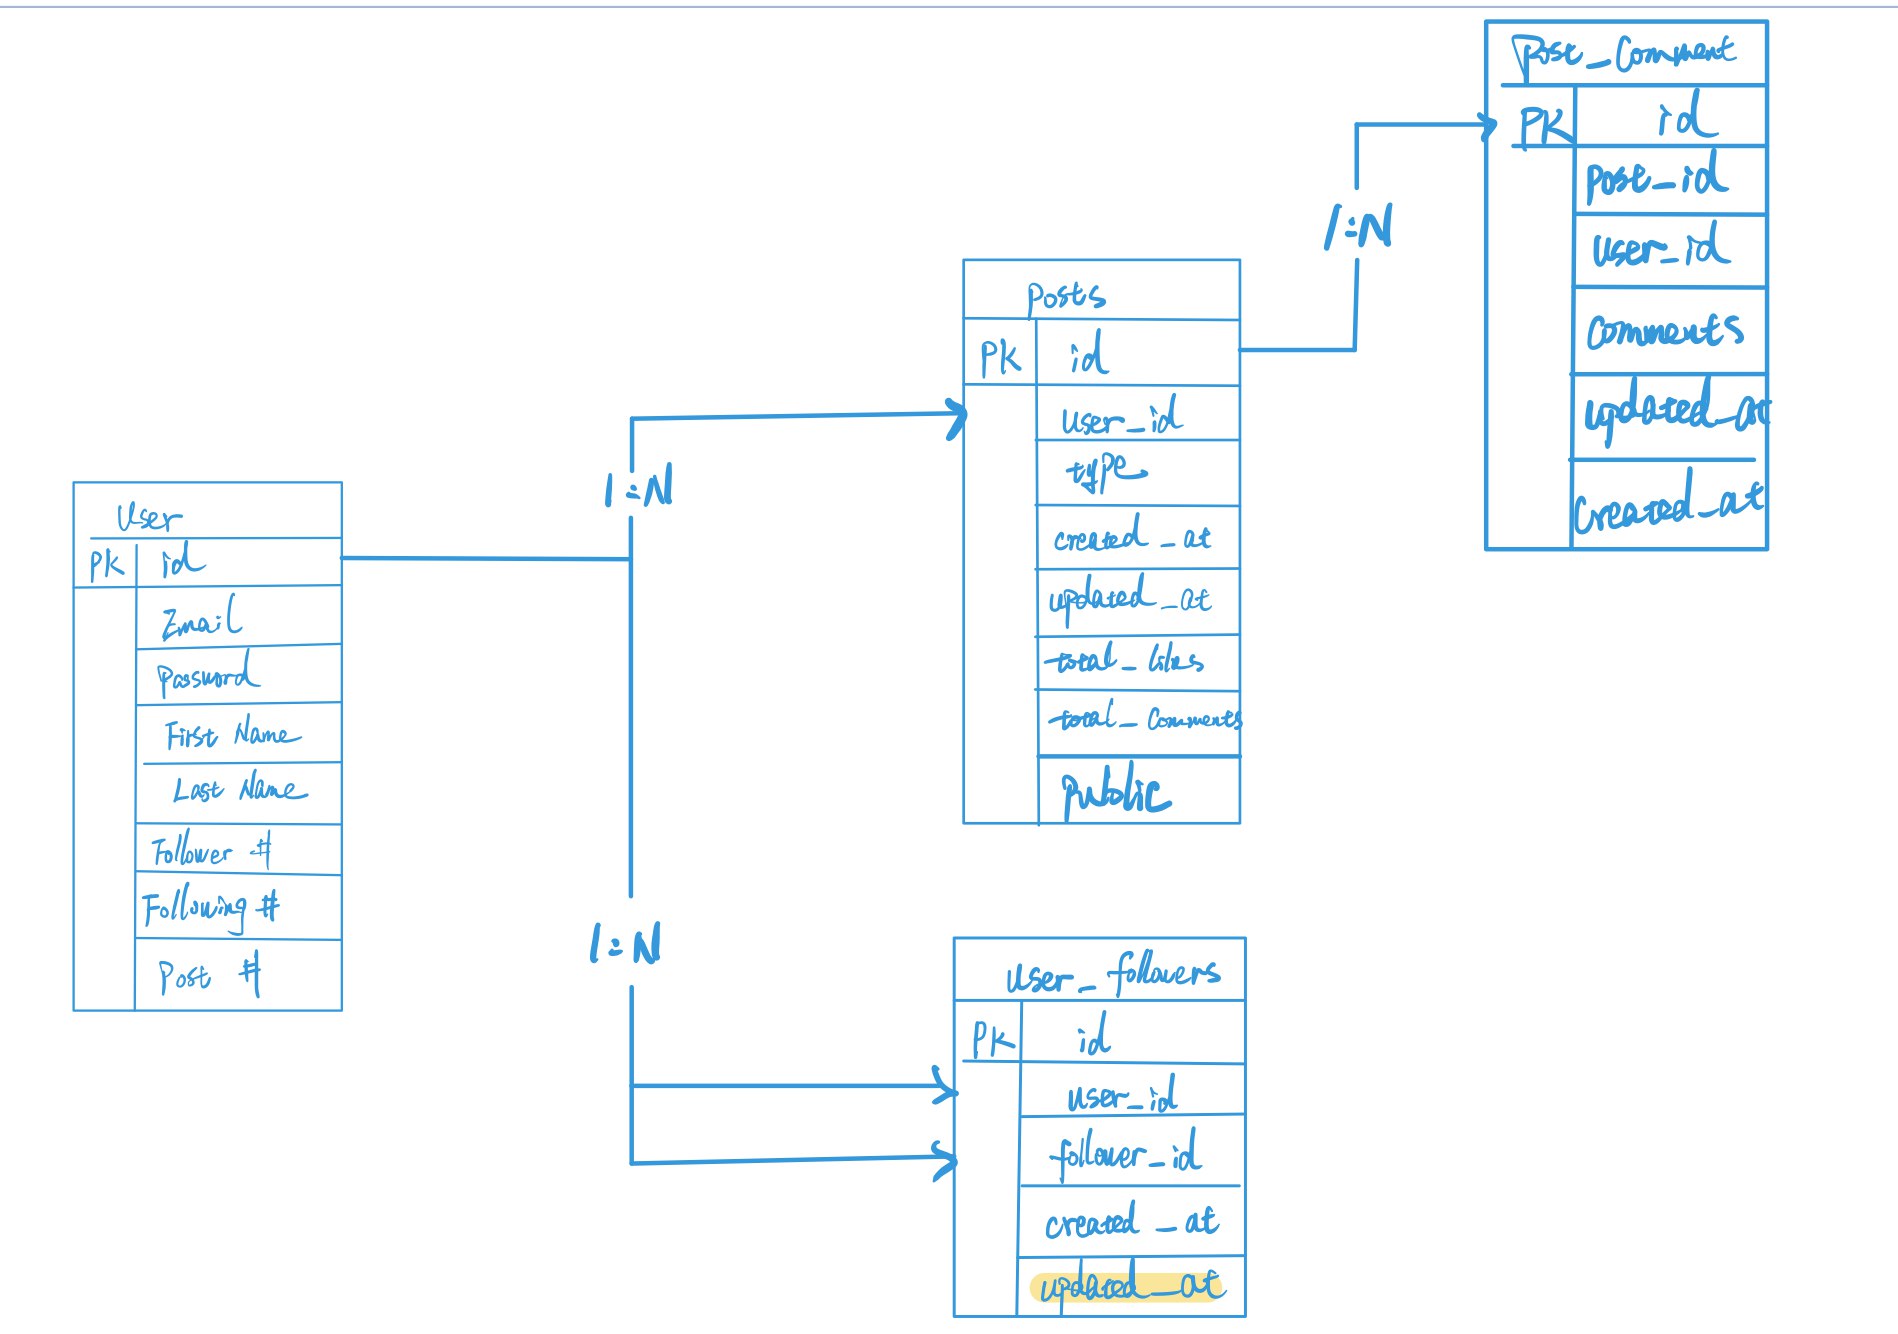 User
PK id
Email
Password
First Name
Last Name
Follower #
Following #
Post #
1:N
1:N
Posts
PK id
user_id
type
created_at
updated_at
total_likes
total_comments
public
user_followers
PK id
user_id
follower_id
created_at
updated_at
1:N
Post_Comment
PK id
post_id
user_id
comments
updated_at
created_at